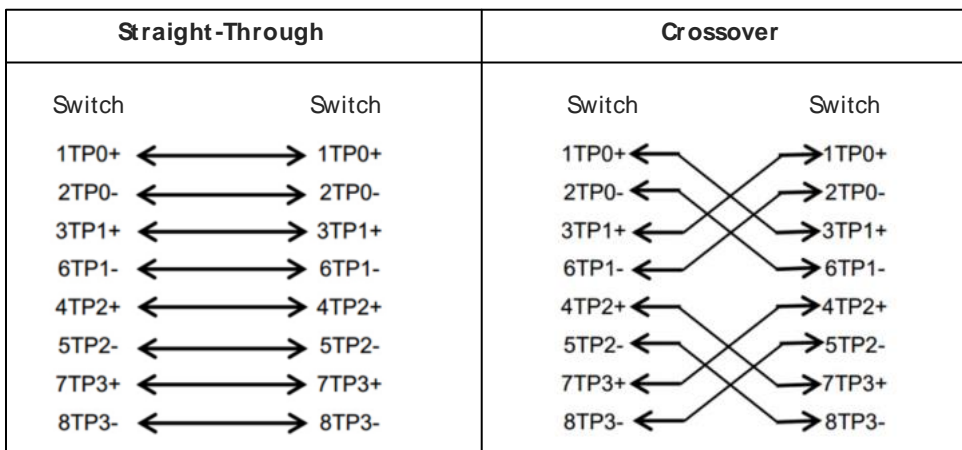 Straight-Through Crossover
Switch Switch Switch Switch
1TP0+ 1TP0+ 1TP0+ 1TP0+
2TP0- 2TP0- 2TP0- 2TP0-
3TP1+ 3TP1+ 3TP1+ 3TP1+
6TP1- 6TP1- 6TP1- 6TP1-
4TP2+ 4TP2+ 4TP2+ 4TP2+
5TP2- 5TP2- 5TP2- 5TP2-
7TP3+ 7TP3+ 7TP3+ 7TP3+
8TP3- 8TP3- 8TP3- 8TP3-